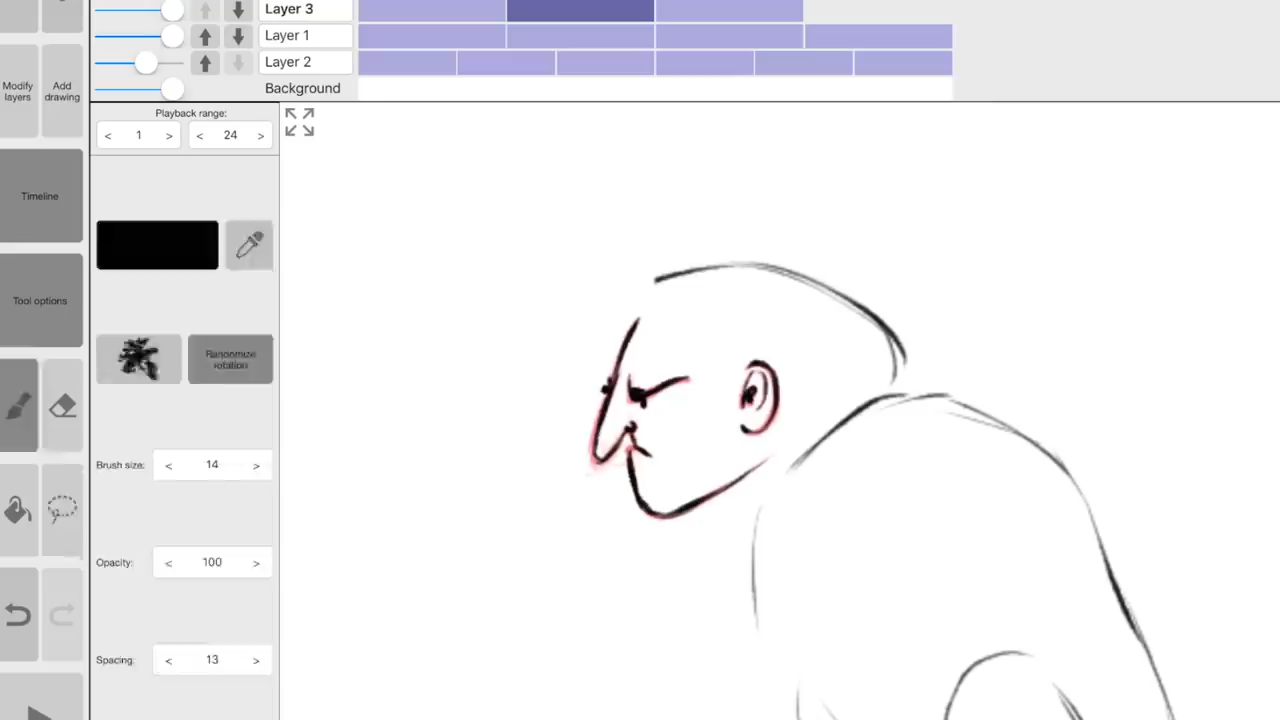 Layer 3
Layer 1
Layer 2
Background
Modify layers
Add drawing
Playback range:
< 1 >
< 24 >
Timeline
Tool options
Randomize rotation
Brush size:
< 14 >
Opacity:
< 100 >
Spacing:
< 13 >